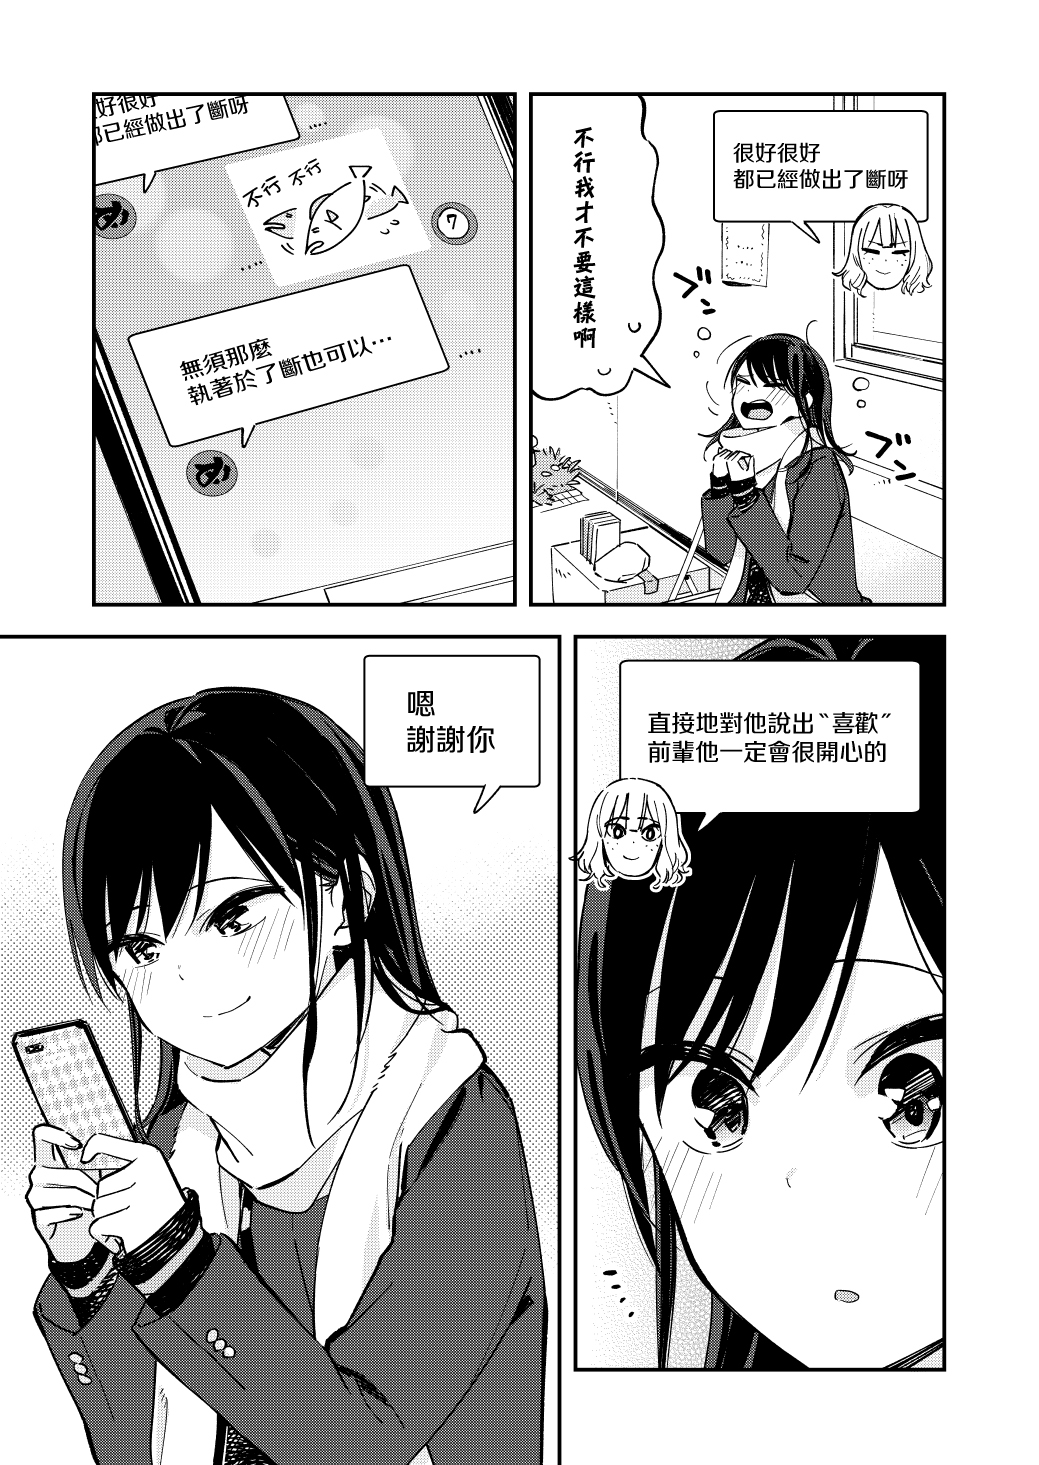 很好很好
都已經做出了斷呀
不行我才不要這樣啊
ブン
ブン
好很好
都已經做出了斷呀
不行 不行
7
無須那麼
執著於了斷也可以…
直接地對他說出〝喜歡〞
前輩他一定會很開心的
嗯
謝謝你